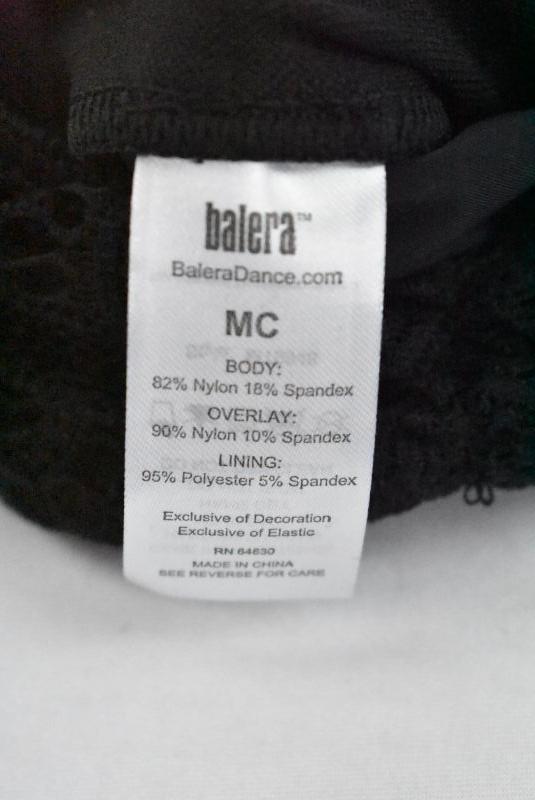 balera™
BaleraDance.com
MC
BODY:
82% Nylon 18% Spandex
OVERLAY:
90% Nylon 10% Spandex
LINING:
95% Polyester 5% Spandex
Exclusive of Decoration
Exclusive of Elastic
RN 64630
MADE IN CHINA
SEE REVERSE FOR CARE